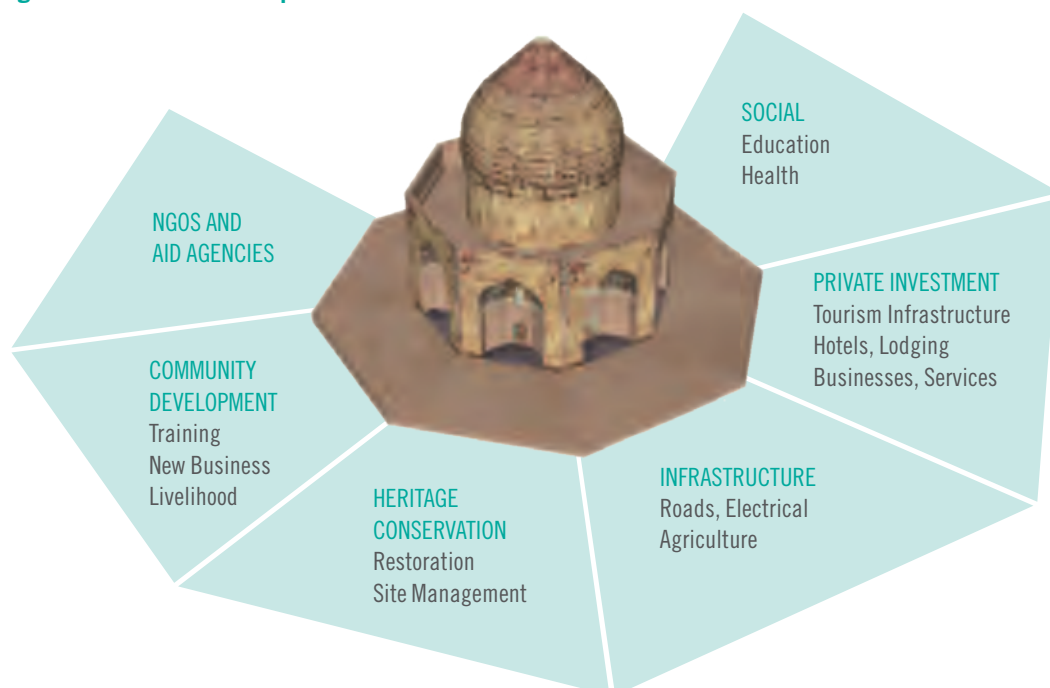 NGOS AND
AID AGENCIES
COMMUNITY
DEVELOPMENT
Training
New Business
Livelihood
HERITAGE
CONSERVATION
Restoration
Site Management
INFRASTRUCTURE
Roads, Electrical
Agriculture
PRIVATE INVESTMENT
Tourism Infrastructure
Hotels, Lodging
Businesses, Services
SOCIAL
Education
Health